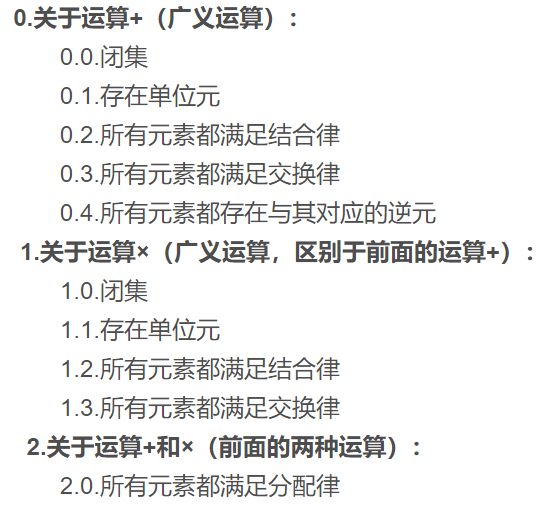 0.关于运算+（广义运算）：
0.0.闭集
0.1.存在单位元
0.2.所有元素都满足结合律
0.3.所有元素都满足交换律
0.4.所有元素都存在与其对应的逆元
1.关于运算×（广义运算，区别于前面的运算+）：
1.0.闭集
1.1.存在单位元
1.2.所有元素都满足结合律
1.3.所有元素都满足交换律
2.关于运算+和×（前面的两种运算）：
2.0.所有元素都满足分配律